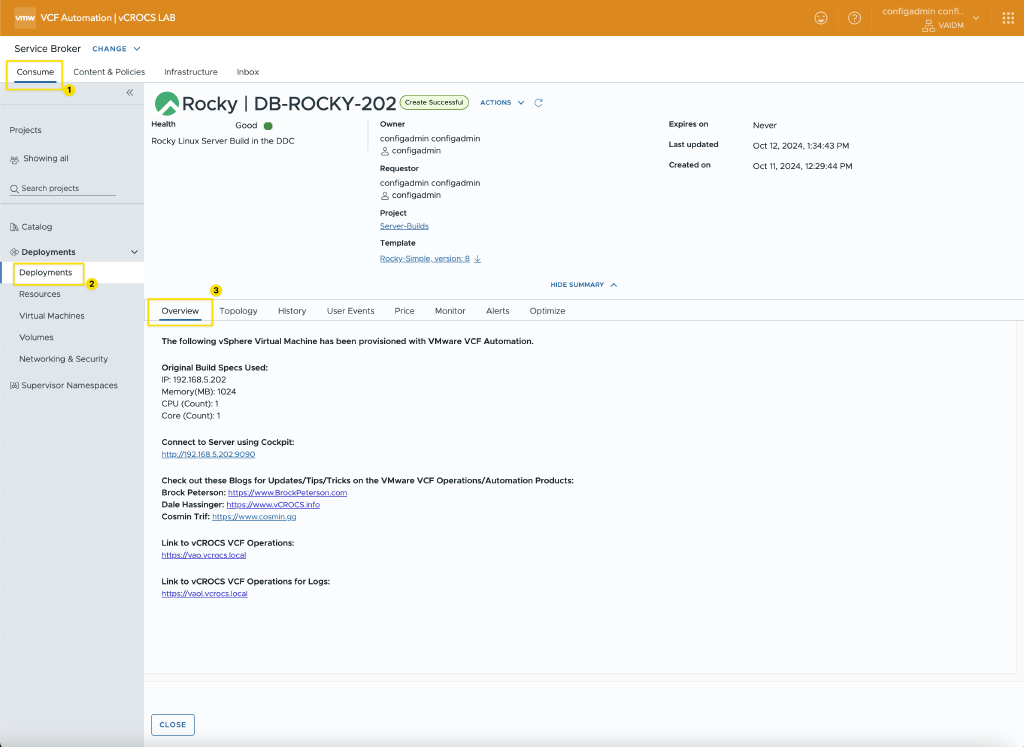 vmw VCF Automation | vCROCS LAB
configadmin confi..
VAIDM
Service Broker CHANGE
Consume Content & Policies Infrastructure Inbox
1
Projects
Showing all
Search projects
Catalog
Deployments
Deployments
2
Resources
Virtual Machines
Volumes
Networking & Security
Supervisor Namespaces
Rocky | DB-ROCKY-202 Create Successful ACTIONS
Health Good
Rocky Linux Server Build in the DDC
Owner
configadmin configadmin
configadmin
Requestor
configadmin configadmin
configadmin
Project
Server-Builds
Template
Rocky-Simple, version: 8
Expires on Never
Last updated Oct 12, 2024, 1:34:43 PM
Created on Oct 11, 2024, 12:29:44 PM
HIDE SUMMARY
3
Overview Topology History User Events Price Monitor Alerts Optimize
The following vSphere Virtual Machine has been provisioned with VMware VCF Automation.
Original Build Specs Used:
IP: 192.168.5.202
Memory(MB): 1024
CPU (Count): 1
Core (Count): 1
Connect to Server using Cockpit:
http://192.168.5.202:9090
Check out these Blogs for Updates/Tips/Tricks on the VMware VCF Operations/Automation Products:
Brock Peterson: https://www.BrockPeterson.com
Dale Hassinger: https://www.vCROCS.info
Cosmin Trif: https://www.cosmin.gg
Link to vCROCS VCF Operations:
https://vao.vcrocs.local
Link to vCROCS VCF Operations for Logs:
https://vaol.vcrocs.local
CLOSE